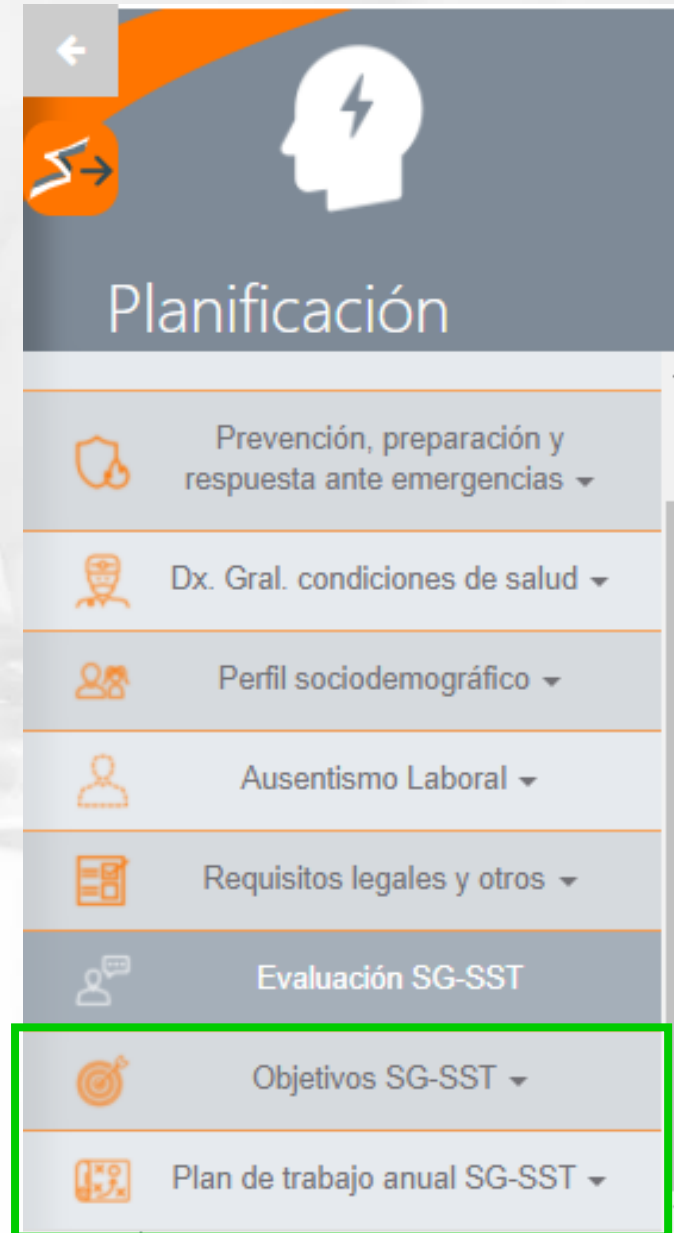 Planificación
Prevención, preparación y
respuesta ante emergencias
Dx. Gral. condiciones de salud
Perfil sociodemográfico
Ausentismo Laboral
Requisitos legales y otros
Evaluación SG-SST
Objetivos SG-SST
Plan de trabajo anual SG-SST